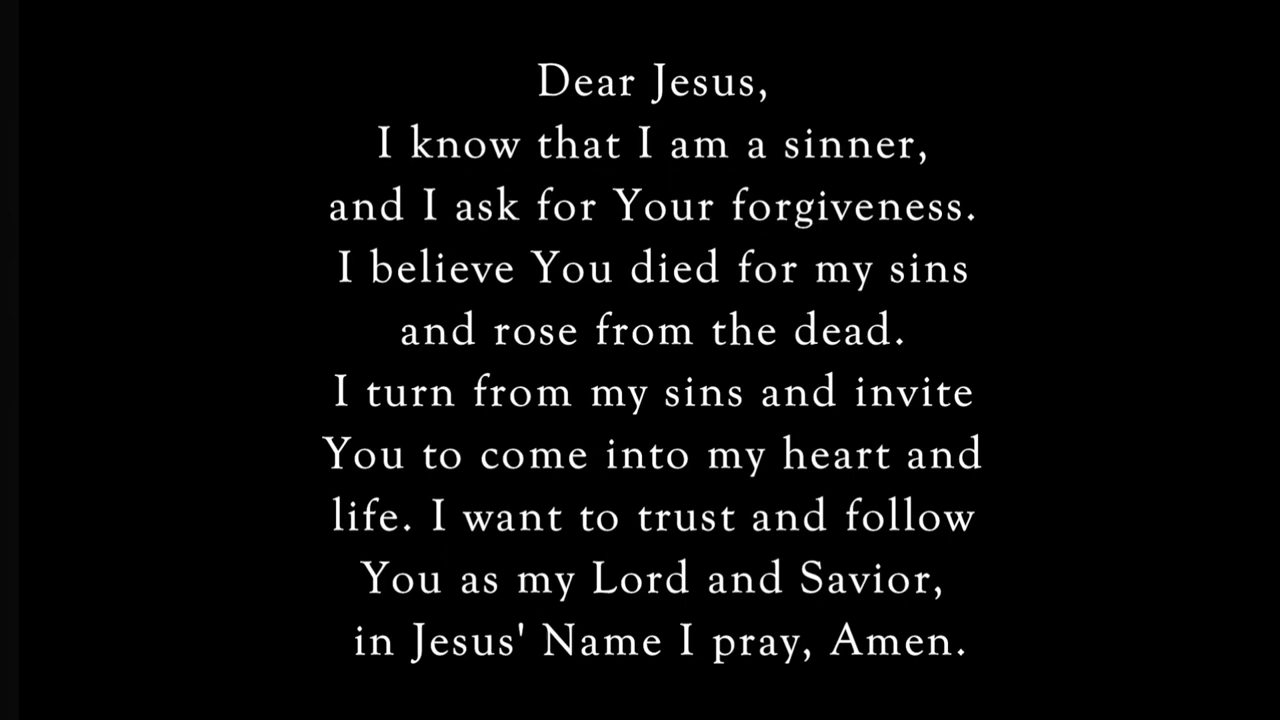 Dear Jesus,
I know that I am a sinner,
and I ask for Your forgiveness.
I believe You died for my sins
and rose from the dead.
I turn from my sins and invite
You to come into my heart and
life. I want to trust and follow
You as my Lord and Savior,
in Jesus' Name I pray, Amen.